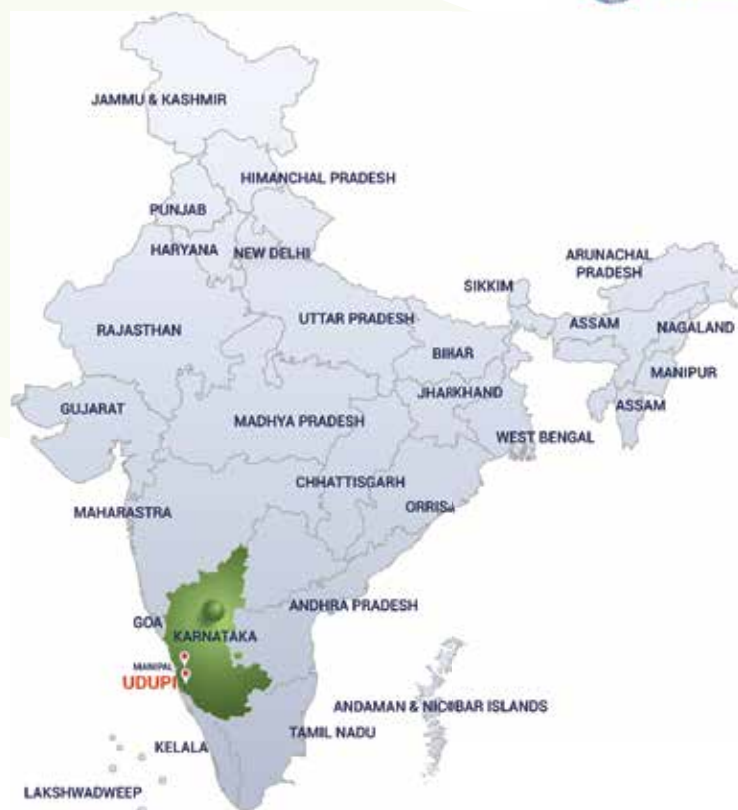 JAMMU & KASHMIR
HIMANCHAL PRADESH
PUNJAB
HARYANA
NEW DELHI
ARUNACHAL
PRADESH
SIKKIM
RAJASTHAN
UTTAR PRADESH
ASSAM
NAGALAND
BIHAR
MANIPUR
JHARKHAND
GUJARAT
ASSAM
MADHYA PRADESH
WEST BENGAL
CHHATTISGARH
MAHARASTRA
ORRISA
ANDHRA PRADESH
GOA
KARNATAKA
MANIPAL
UDUPI
ANDAMAN & NICOBAR ISLANDS
TAMIL NADU
KELALA
LAKSHWADWEEP